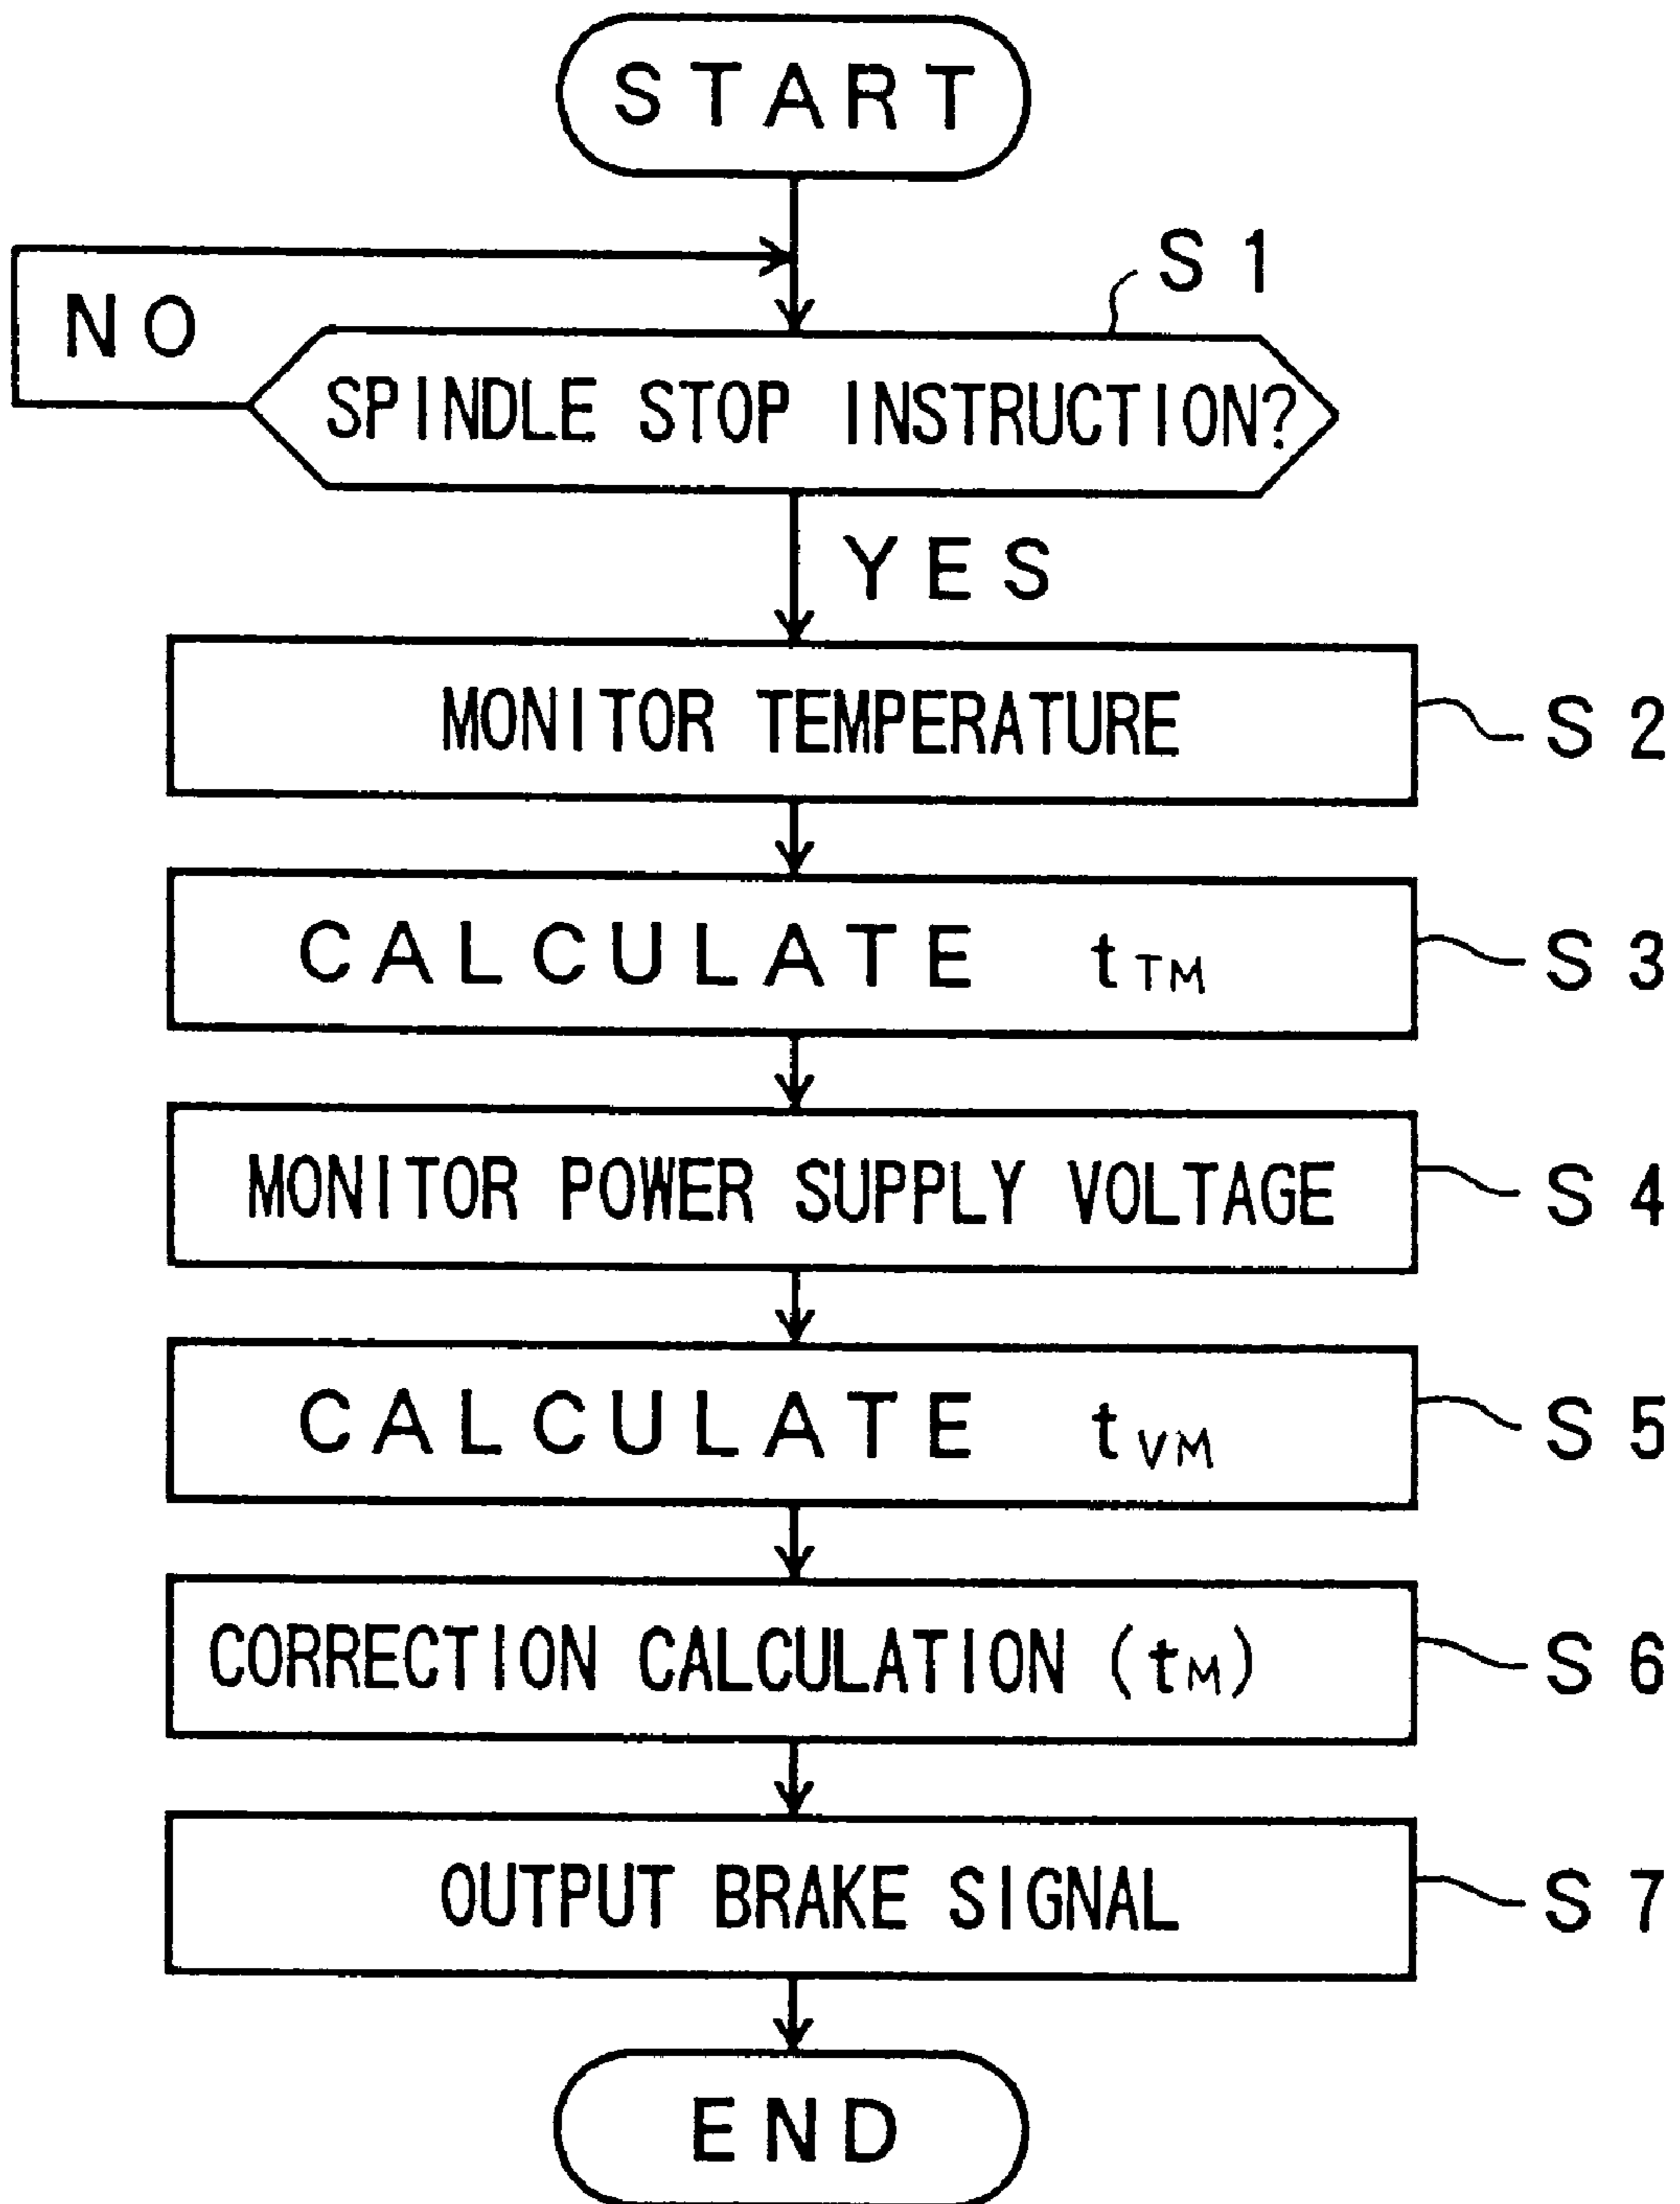 START
S1
NO
SPINDLE STOP INSTRUCTION?
YES
MONITOR TEMPERATURE
S2
CALCULATE tTM
S3
MONITOR POWER SUPPLY VOLTAGE
S4
CALCULATE tVM
S5
CORRECTION CALCULATION (tM)
S6
OUTPUT BRAKE SIGNAL
S7
END